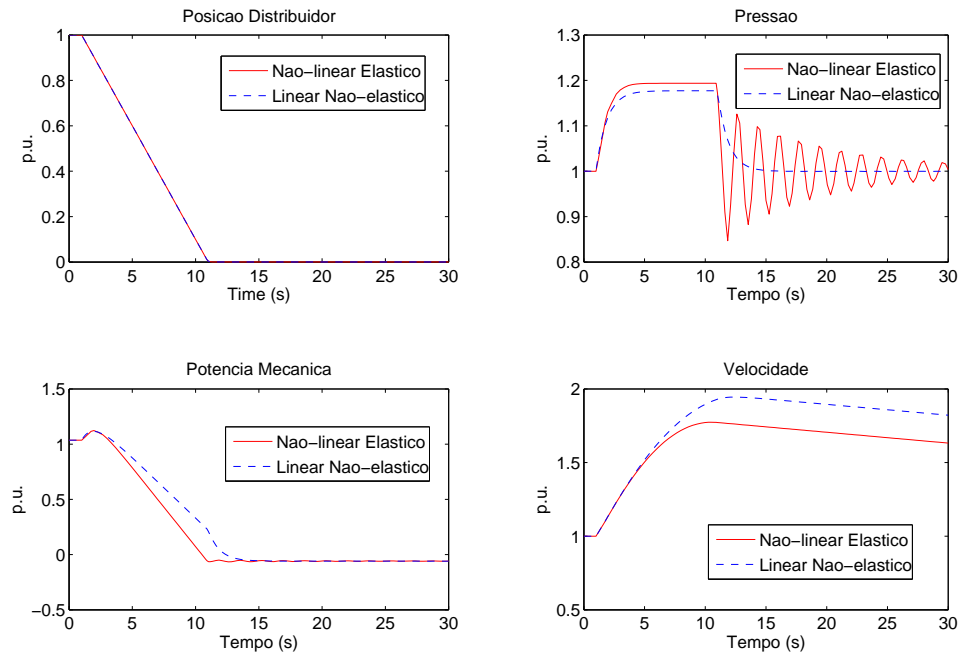 Posicao Distribuidor
1
0.8
0.6
0.4
0.2
0
p.u.
Nao−linear Elastico
Linear Nao−elastico
0 5 10 15 20 25 30
Time (s)
Pressao
1.3
1.2
1.1
1
0.9
0.8
p.u.
Nao−linear Elastico
Linear Nao−elastico
0 5 10 15 20 25 30
Tempo (s)
Potencia Mecanica
1.5
1
0.5
0
−0.5
p.u.
Nao−linear Elastico
Linear Nao−elastico
0 5 10 15 20 25 30
Tempo (s)
Velocidade
2
1.5
1
0.5
p.u.
Nao−linear Elastico
Linear Nao−elastico
0 5 10 15 20 25 30
Tempo (s)